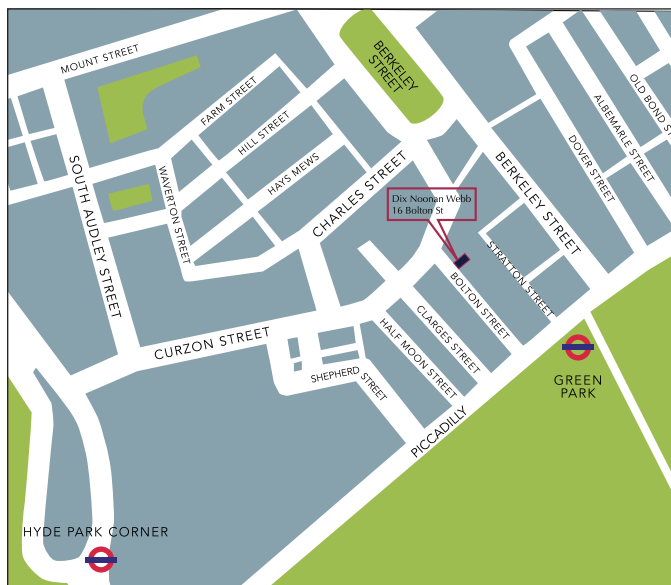 MOUNT STREET
BERKELEY
STREET
FARM STREET
HILL STREET
HAYS MEWS
WAVERTON STREET
SOUTH AUDLEY STREET
CHARLES STREET
OLD BOND S
ALBEMARLE STREET
DOVER STREET
BERKELEY STREET
Dix Noonan Webb
16 Bolton St
STRATTON STREET
BOLTON STREET
CLARGES STREET
HALF MOON STREET
CURZON STREET
SHEPHERD
STREET
PICCADILLY
GREEN
PARK
HYDE PARK CORNER